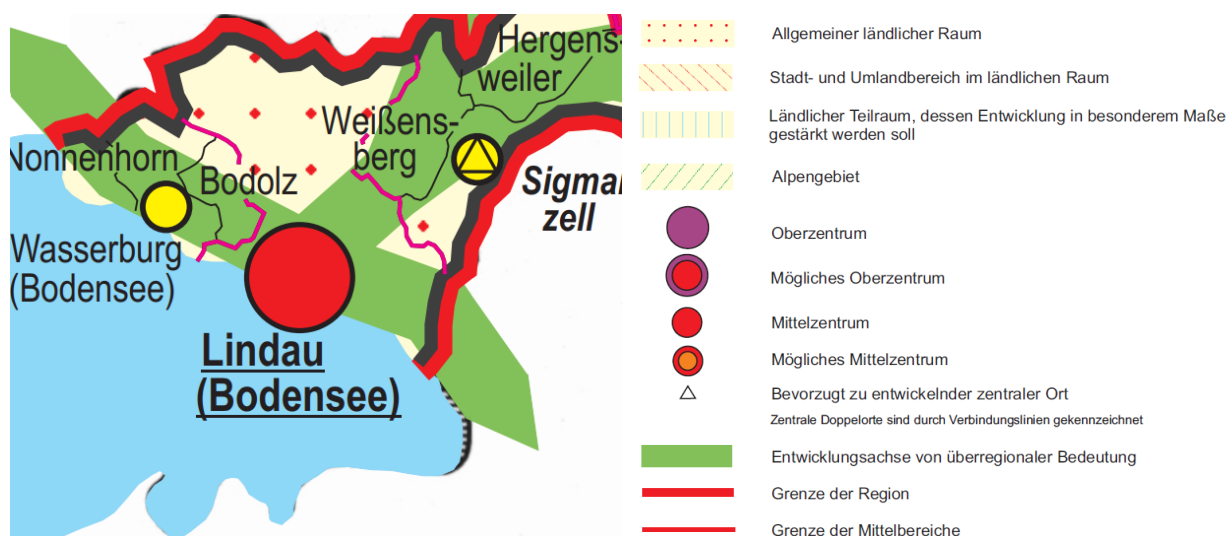 Hergens-
weiler
Weißens-
berg
Nonnenhorn
Bodolz
Sigmar
zell
Wasserburg
(Bodensee)
Lindau
(Bodensee)
Allgemeiner ländlicher Raum
Stadt- und Umlandbereich im ländlichen Raum
Ländlicher Teilraum, dessen Entwicklung in besonderem Maße
gestärkt werden soll
Alpengebiet
Oberzentrum
Mögliches Oberzentrum
Mittelzentrum
Mögliches Mittelzentrum
Bevorzugt zu entwickelnder zentraler Ort
Zentrale Doppelorte sind durch Verbindungslinien gekennzeichnet
Entwicklungsachse von überregionaler Bedeutung
Grenze der Region
Grenze der Mittelbereiche